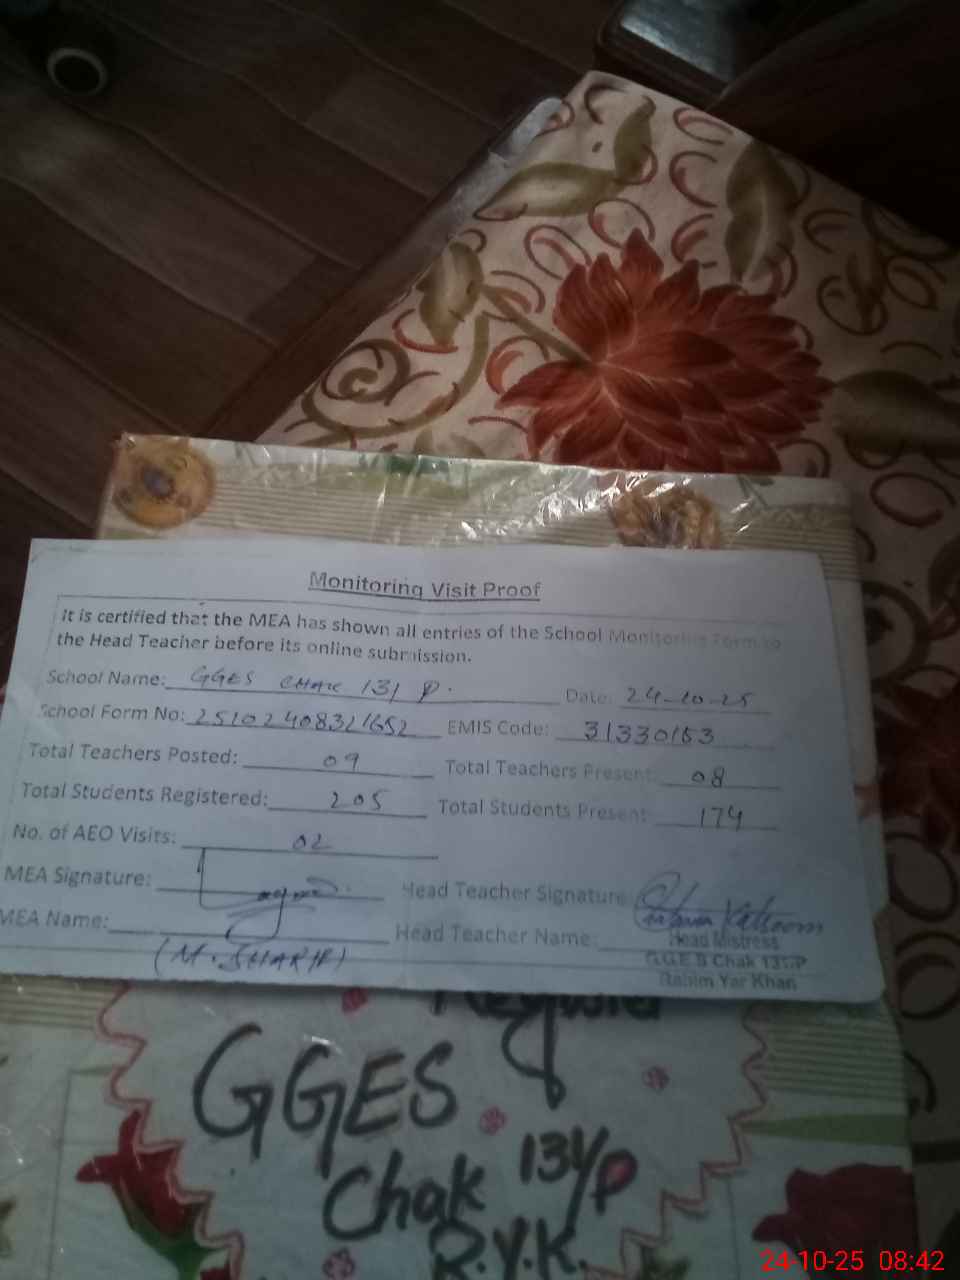 Monitoring Visit Proof
It is certified that the MEA has shown all entries of the School Monitoring Form to
the Head Teacher before its online submission.
School Name: GGES CHAK 131 P. Date: 24-10-25
School Form No: 25102408321652 EMIS Code: 31330153
Total Teachers Posted: 09 Total Teachers Present: 08
Total Students Registered: 205 Total Students Present: 174
No. of AEO Visits: 02
MEA Signature: Head Teacher Signature
MEA Name: Head Teacher Name:
(M. SHARIF)
Head Mistress
G.G.E.S Chak 131/P
Rahim Yar Khan
GGES
Chak 131/P
R.Y.K.
24-10-25 08:42